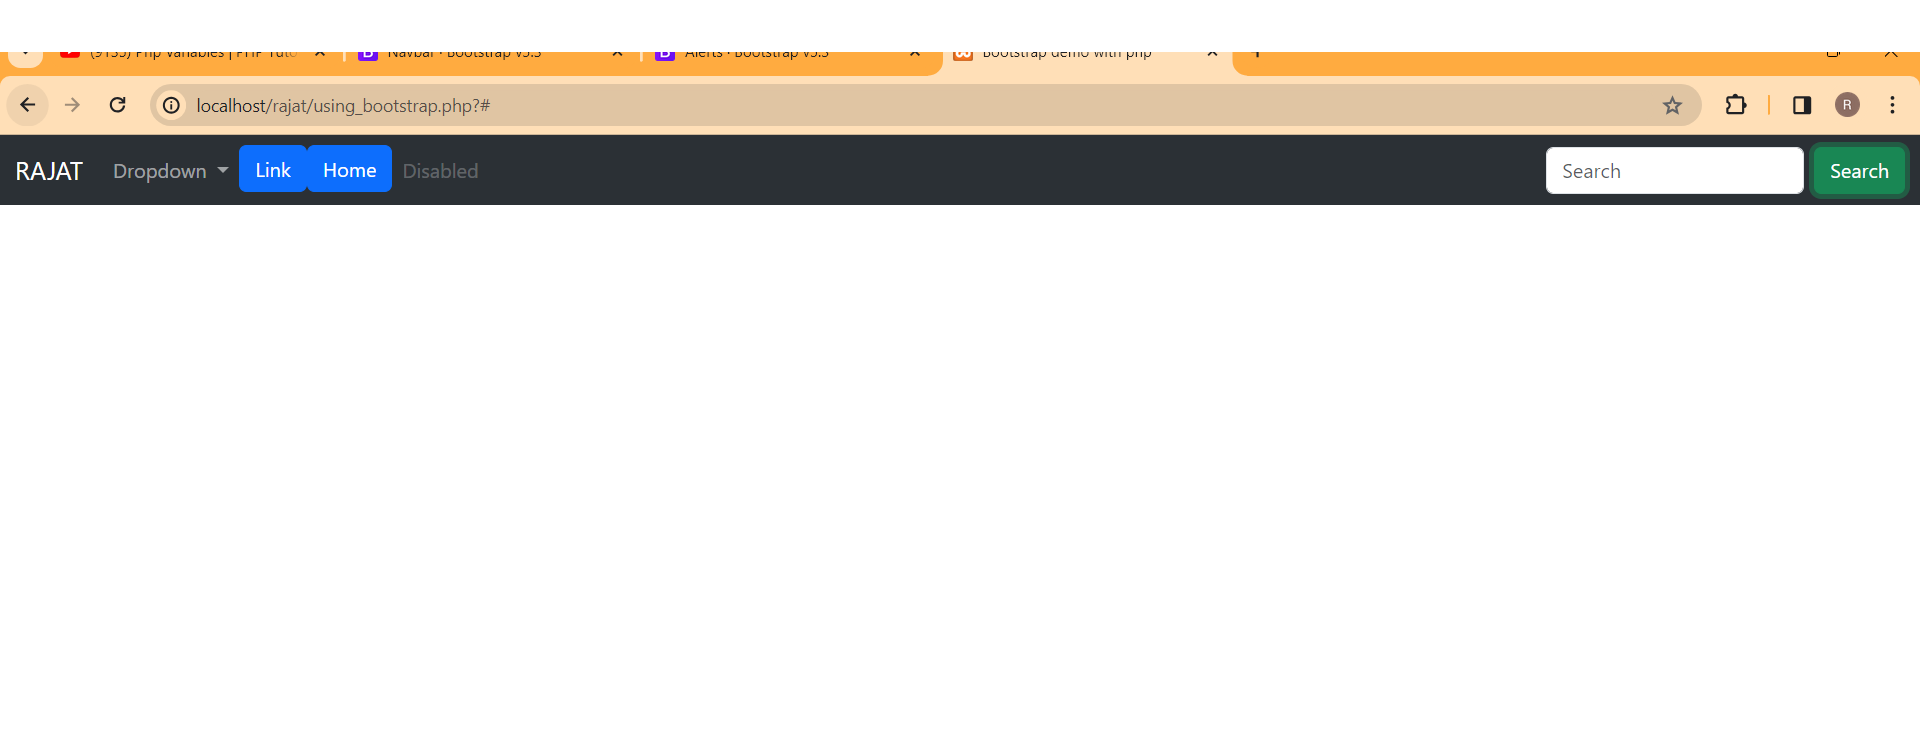 (9135) Php Variables | PHP Tuto
Navbar · Bootstrap v5.3
Alerts · Bootstrap v5.3
Bootstrap demo with php
localhost/rajat/using_bootstrap.php?#
R
RAJAT Dropdown Link Home Disabled Search Search